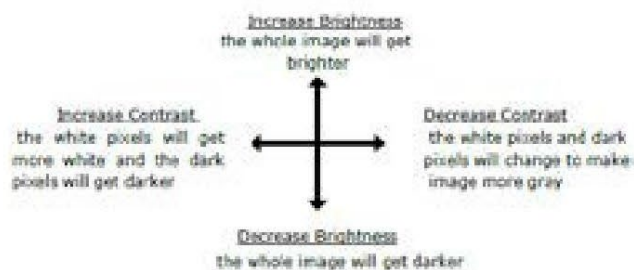 Increase Brightness
the whole image will get
brighter
Increase Contrast
the white pixels will get
more white and the dark
pixels will get darker
Decrease Contrast
the white pixels and dark
pixels will change to make
image more gray
Decrease Brightness
the whole image will get darker